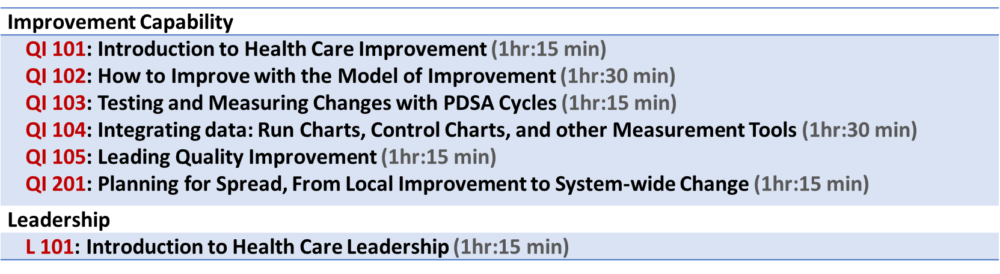 Improvement Capability
QI 101: Introduction to Health Care Improvement (1hr:15 min)
QI 102: How to Improve with the Model of Improvement (1hr:30 min)
QI 103: Testing and Measuring Changes with PDSA Cycles (1hr:15 min)
QI 104: Integrating data: Run Charts, Control Charts, and other Measurement Tools (1hr:30 min)
QI 105: Leading Quality Improvement (1hr:15 min)
QI 201: Planning for Spread, From Local Improvement to System-wide Change (1hr:15 min)
Leadership
L 101: Introduction to Health Care Leadership (1hr:15 min)